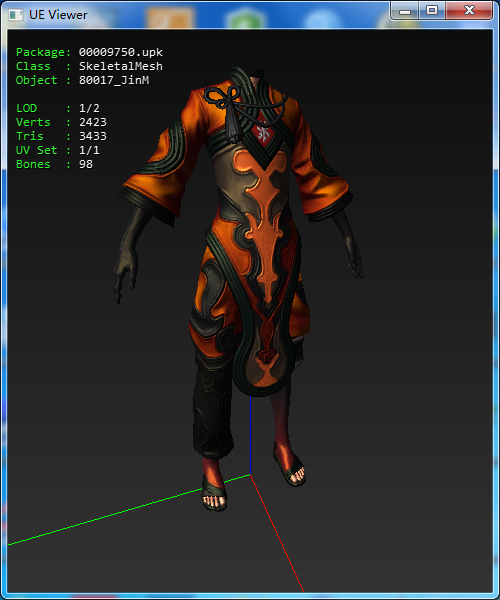 UE Viewer
Package: 00009750.upk
Class : SkeletalMesh
Object : 80017_JinM
LOD : 1/2
Verts : 2423
Tris : 3433
UV Set : 1/1
Bones : 98